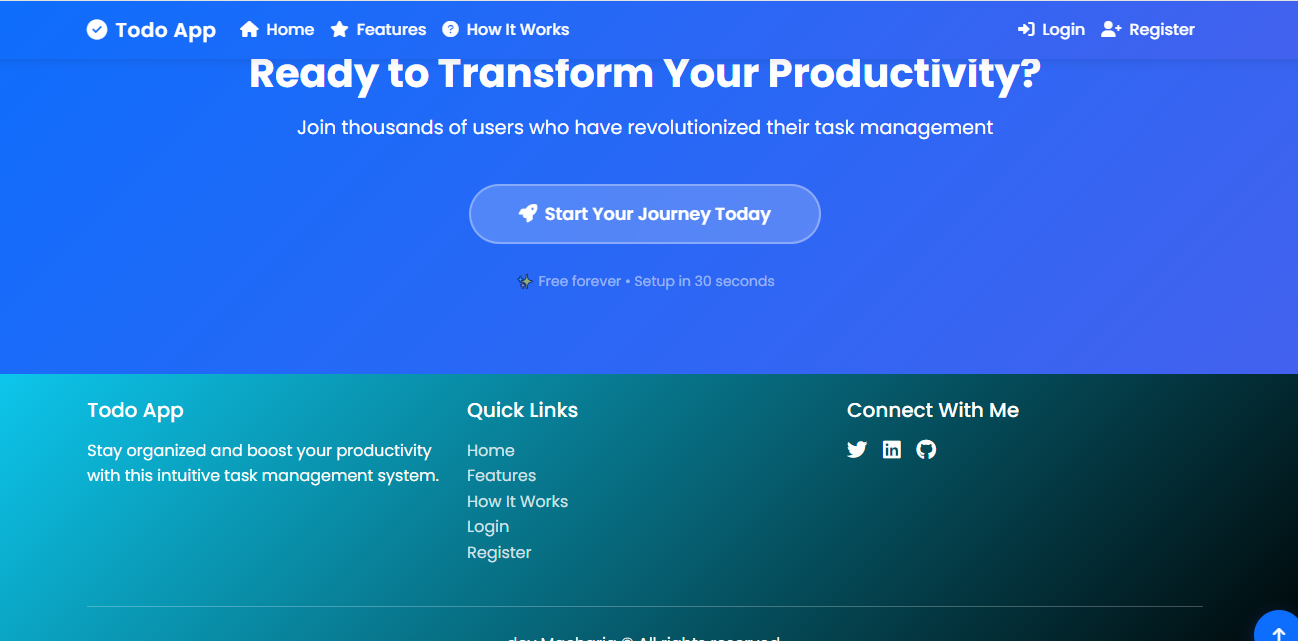 Todo App Home Features How It Works Login Register
Ready to Transform Your Productivity?
Join thousands of users who have revolutionized their task management
Start Your Journey Today
✨ Free forever • Setup in 30 seconds
Todo App
Stay organized and boost your productivity
with this intuitive task management system.
Quick Links
Home
Features
How It Works
Login
Register
Connect With Me
dev Macharia © All rights reserved